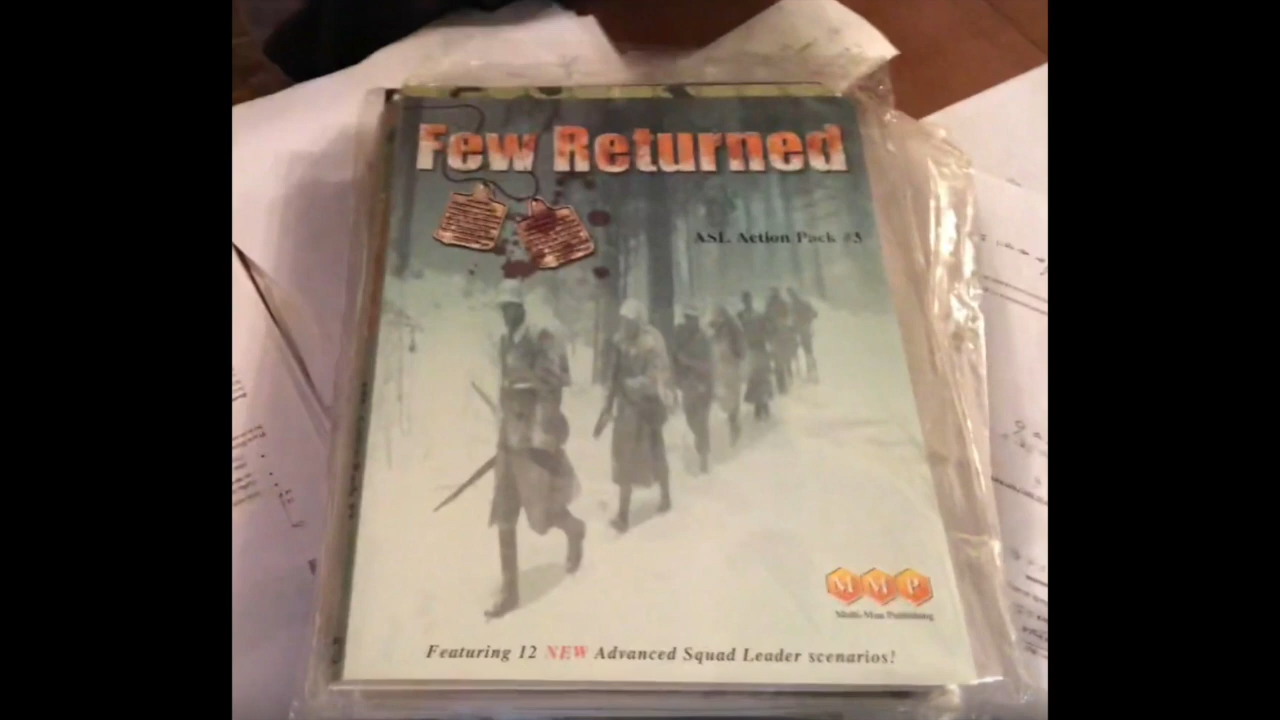 Few Returned
ASL Action Pack #5
MMP
Multi-Man Publishing
Featuring 12 NEW Advanced Squad Leader scenarios!